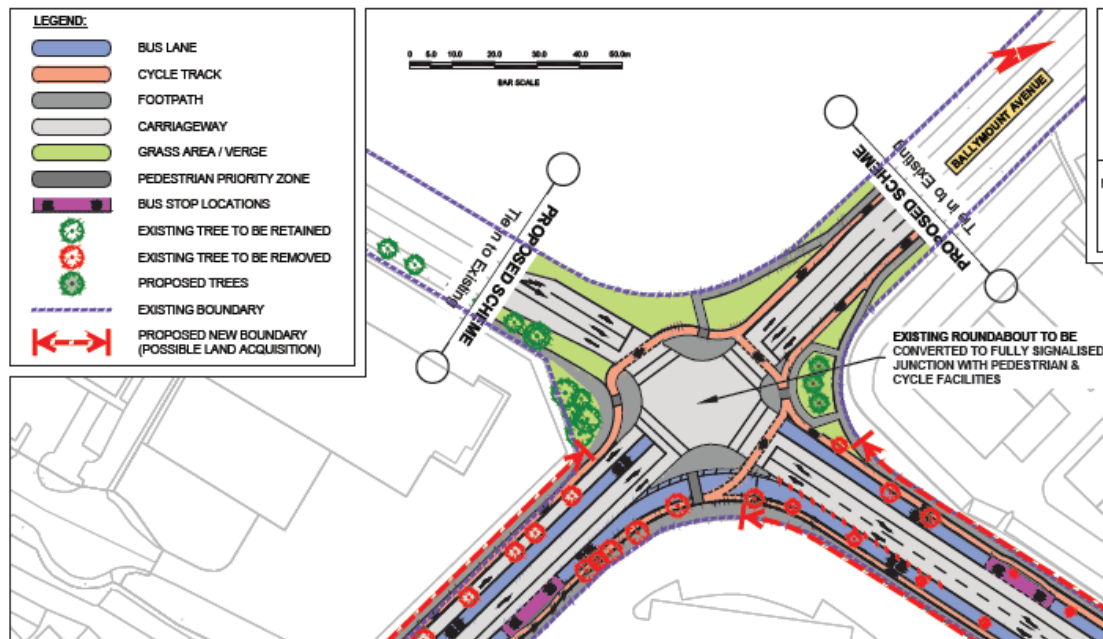 LEGEND:
BUS LANE
CYCLE TRACK
FOOTPATH
CARRIAGEWAY
GRASS AREA / VERGE
PEDESTRIAN PRIORITY ZONE
BUS STOP LOCATIONS
EXISTING TREE TO BE RETAINED
EXISTING TREE TO BE REMOVED
PROPOSED TREES
EXISTING BOUNDARY
PROPOSED NEW BOUNDARY
(POSSIBLE LAND ACQUISITION)
0 5.0 10.0 20.0 30.0 40.0 50.0m
BAR SCALE
BALLYMOUNT AVENUE
Tie in to Existing
PROPOSED SCHEME
PROPOSED SCHEME
Tie in to Existing
EXISTING ROUNDABOUT TO BE
CONVERTED TO FULLY SIGNALISED
JUNCTION WITH PEDESTRIAN &
CYCLE FACILITIES